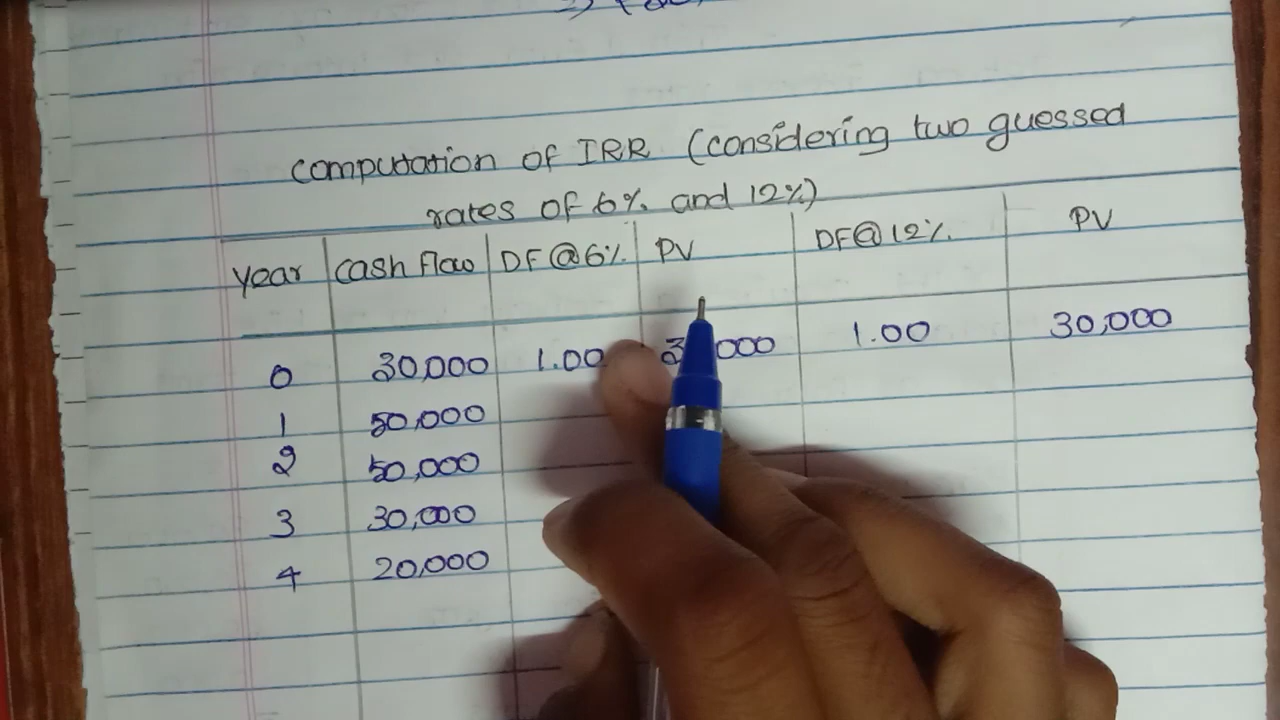 computation of IRR (considering two guessed
rates of 6% and 12%)
year cash flow DF @6% PV DF@12% PV
0 30,000 1.00 1.00 30,000
1 50,000
2 50,000
3 30,000
4 20,000